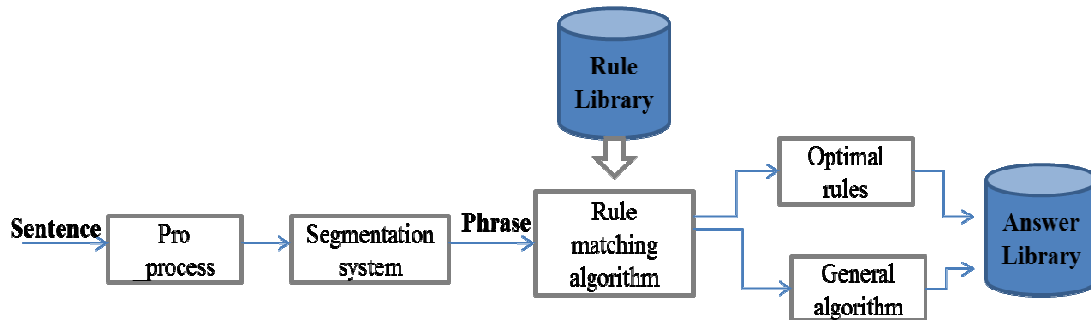 Rule
Library
Sentence
Pro
_process
Segmentation
system
Phrase
Rule
matching
algorithm
Optimal
rules
General
algorithm
Answer
Library